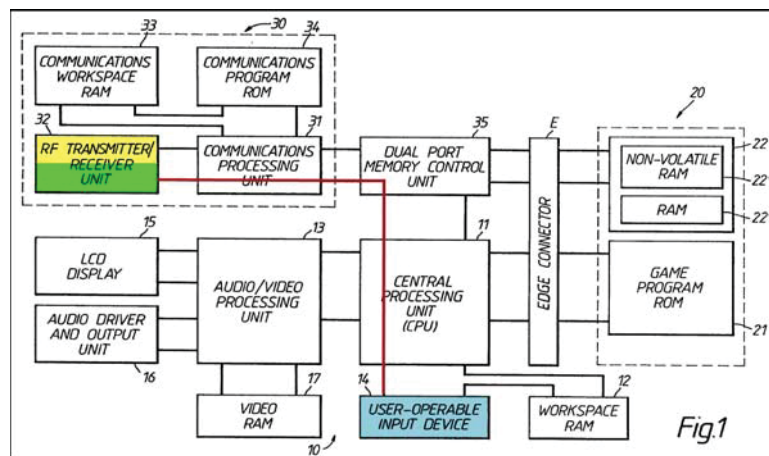 33
30
34
COMMUNICATIONS
WORKSPACE
RAM
COMMUNICATIONS
PROGRAM
ROM
32
31
35
E
20
RF TRANSMITTER/
RECEIVER
UNIT
COMMUNICATIONS
PROCESSING
UNIT
DUAL PORT
MEMORY CONTROL
UNIT
22
NON-VOLATILE
RAM
22'
RAM
22'
15
13
11
LCD
DISPLAY
AUDIO/VIDEO
PROCESSING
UNIT
CENTRAL
PROCESSING
UNIT
(CPU)
EDGE CONNECTOR
GAME
PROGRAM
ROM
AUDIO DRIVER
AND OUTPUT
UNIT
16
17
14
12
21
VIDEO
RAM
10
USER-OPERABLE
INPUT DEVICE
WORKSPACE
RAM
Fig.1